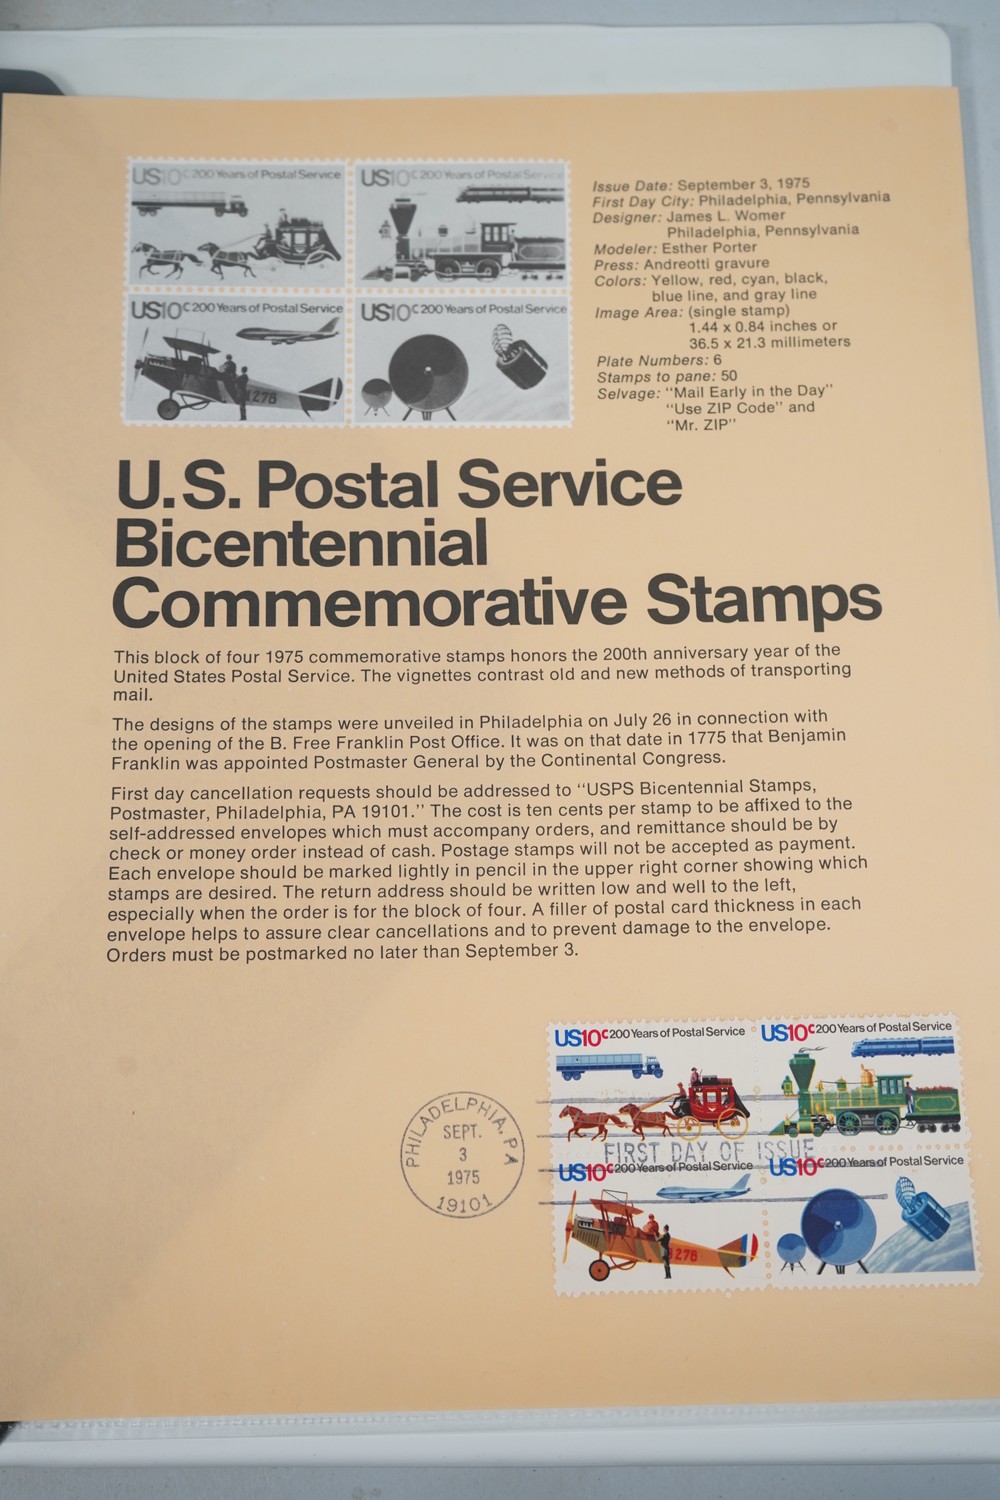 US10c 200 Years of Postal Service
US10c 200 Years of Postal Service
US10c 200 Years of Postal Service
1278
US10c 200 Years of Postal Service
Issue Date: September 3, 1975
First Day City: Philadelphia, Pennsylvania
Designer: James L. Womer
Philadelphia, Pennsylvania
Modeler: Esther Porter
Press: Andreotti gravure
Colors: Yellow, red, cyan, black,
blue line, and gray line
Image Area: (single stamp)
1.44 x 0.84 inches or
36.5 x 21.3 millimeters
Plate Numbers: 6
Stamps to pane: 50
Selvage: "Mail Early in the Day"
"Use ZIP Code" and
"Mr. ZIP"
U.S. Postal Service
Bicentennial
Commemorative Stamps
This block of four 1975 commemorative stamps honors the 200th anniversary year of the
United States Postal Service. The vignettes contrast old and new methods of transporting
mail.
The designs of the stamps were unveiled in Philadelphia on July 26 in connection with
the opening of the B. Free Franklin Post Office. It was on that date in 1775 that Benjamin
Franklin was appointed Postmaster General by the Continental Congress.
First day cancellation requests should be addressed to "USPS Bicentennial Stamps,
Postmaster, Philadelphia, PA 19101." The cost is ten cents per stamp to be affixed to the
self-addressed envelopes which must accompany orders, and remittance should be by
check or money order instead of cash. Postage stamps will not be accepted as payment.
Each envelope should be marked lightly in pencil in the upper right corner showing which
stamps are desired. The return address should be written low and well to the left,
especially when the order is for the block of four. A filler of postal card thickness in each
envelope helps to assure clear cancellations and to prevent damage to the envelope.
Orders must be postmarked no later than September 3.
PHILADELPHIA, PA
SEPT.
3
1975
19101
US10c 200 Years of Postal Service
US10c 200 Years of Postal Service
FIRST DAY OF ISSUE
US10c 200 Years of Postal Service
1276
US10c 200 Years of Postal Service